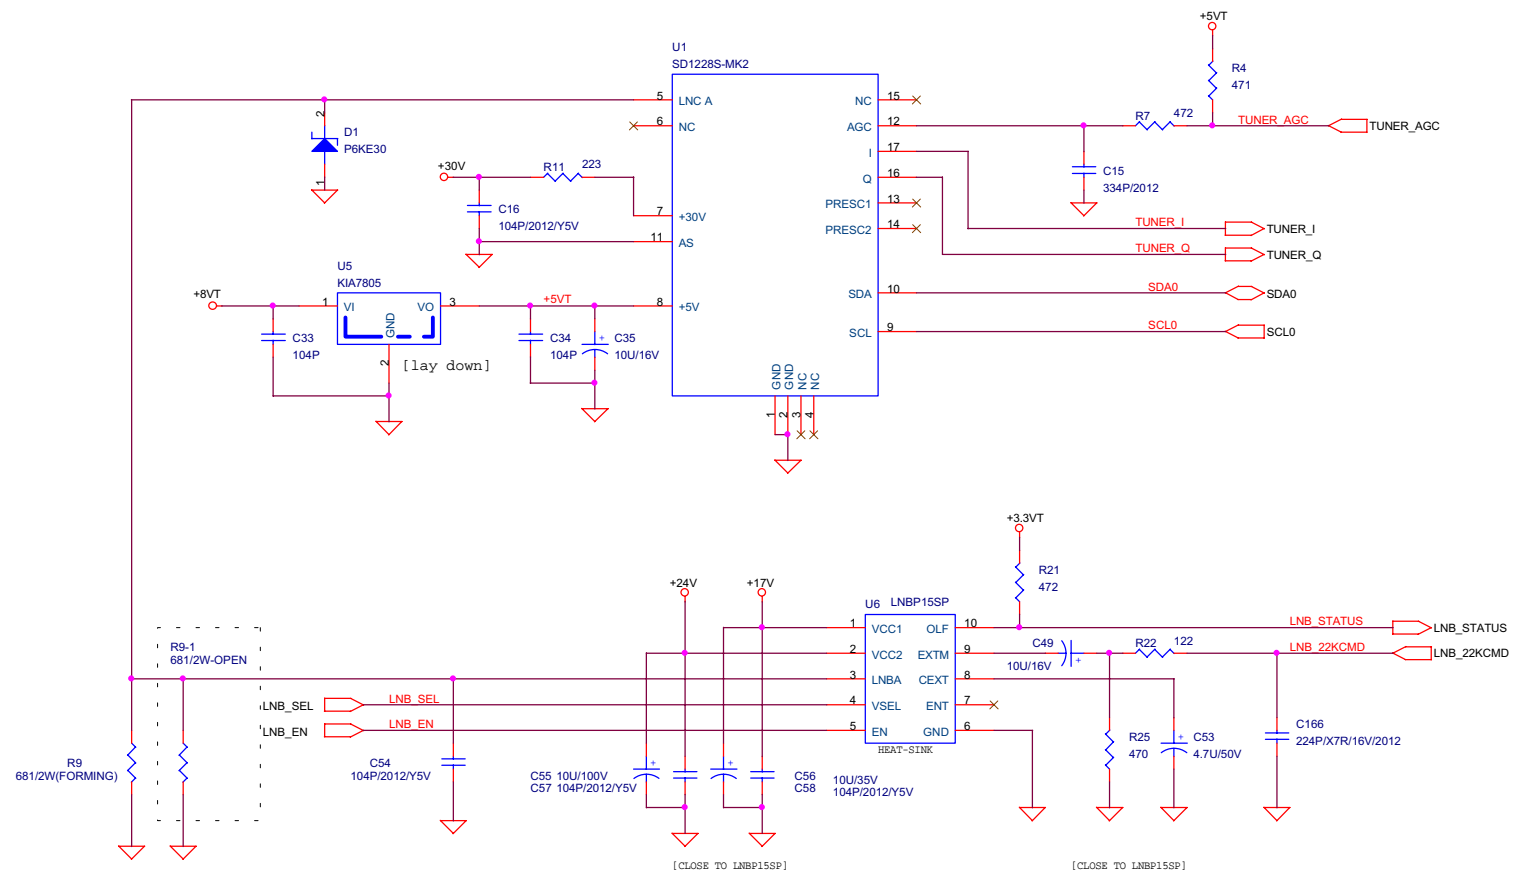 +5VT
U1
SD1228S-MK2
R4
471
5 LNC A
NC 15
2
6 NC
AGC 12
R7 472
TUNER_AGC
TUNER_AGC
D1
P6KE30
1
I 17
+30V
R11 223
Q 16
C15
334P/2012
C16
104P/2012/Y5V
7 +30V
PRESC1 13
11 AS
PRESC2 14
TUNER_I
TUNER_I
TUNER_Q
TUNER_Q
U5
KIA7805
+8VT
1 VI
VO 3
GND
2
+5VT
8 +5V
SDA 10
SDA0
SDA0
SCL 9
SCL0
SCL0
C33
104P
C34
104P
+
C35
10U/16V
[lay down]
GND
GND
NC
NC
1
2
3
4
+3.3VT
R21
472
+24V
+17V
U6 LNBP15SP
1 VCC1
OLF 10
LNB_STATUS
LNB_STATUS
2 VCC2
EXTM 9
C49
10U/16V
+
R22 122
LNB_22KCMD
LNB_22KCMD
R9-1
681/2W-OPEN
3 LNBA
CEXT 8
LNB_SEL
LNB_SEL
4 VSEL
ENT 7
LNB_EN
LNB_EN
5 EN
GND 6
HEAT-SINK
R9
681/2W(FORMING)
C54
104P/2012/Y5V
C55 10U/100V
C57 104P/2012/Y5V
+
+
C56 10U/35V
C58 104P/2012/Y5V
R25
470
+
C53
4.7U/50V
C166
224P/X7R/16V/2012
[CLOSE TO LNBP15SP]
[CLOSE TO LNBP15SP]